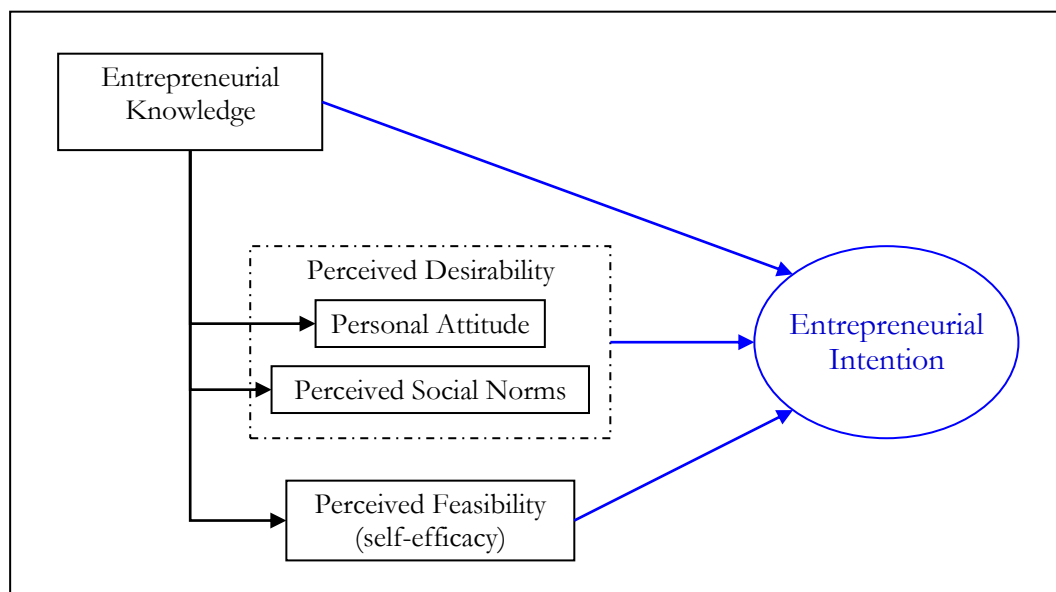 Entrepreneurial
Knowledge
Perceived Desirability
Personal Attitude
Perceived Social Norms
Entrepreneurial
Intention
Perceived Feasibility
(self-efficacy)